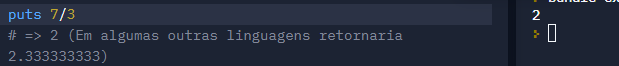 puts 7/3
# => 2 (Em algumas outras linguagens retornaria
2.333333333)
2